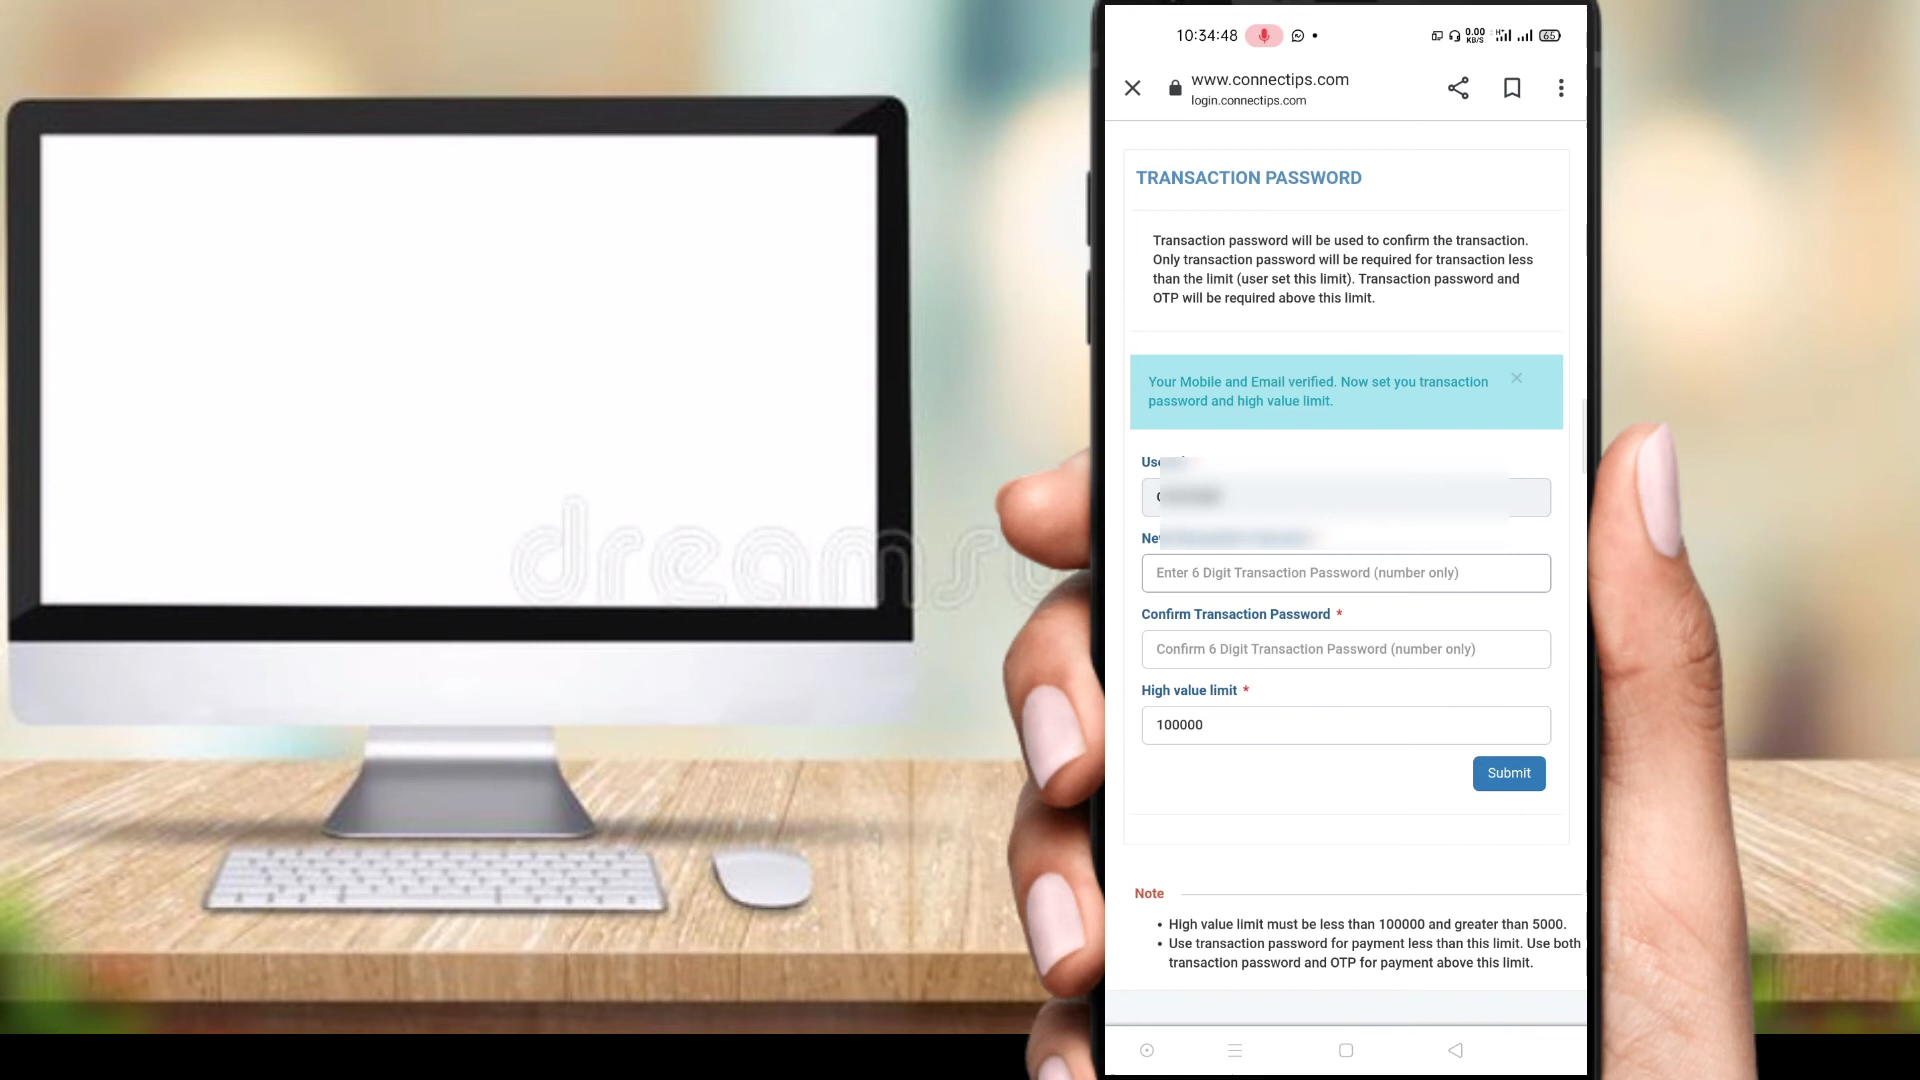 10:34:48
0.00
KB/S
65
www.connectips.com
login.connectips.com
TRANSACTION PASSWORD
Transaction password will be used to confirm the transaction.
Only transaction password will be required for transaction less
than the limit (user set this limit). Transaction password and
OTP will be required above this limit.
Your Mobile and Email verified. Now set you transaction
password and high value limit.
Enter 6 Digit Transaction Password (number only)
Confirm Transaction Password *
Confirm 6 Digit Transaction Password (number only)
High value limit *
100000
Submit
Note
• High value limit must be less than 100000 and greater than 5000.
• Use transaction password for payment less than this limit. Use both
transaction password and OTP for payment above this limit.